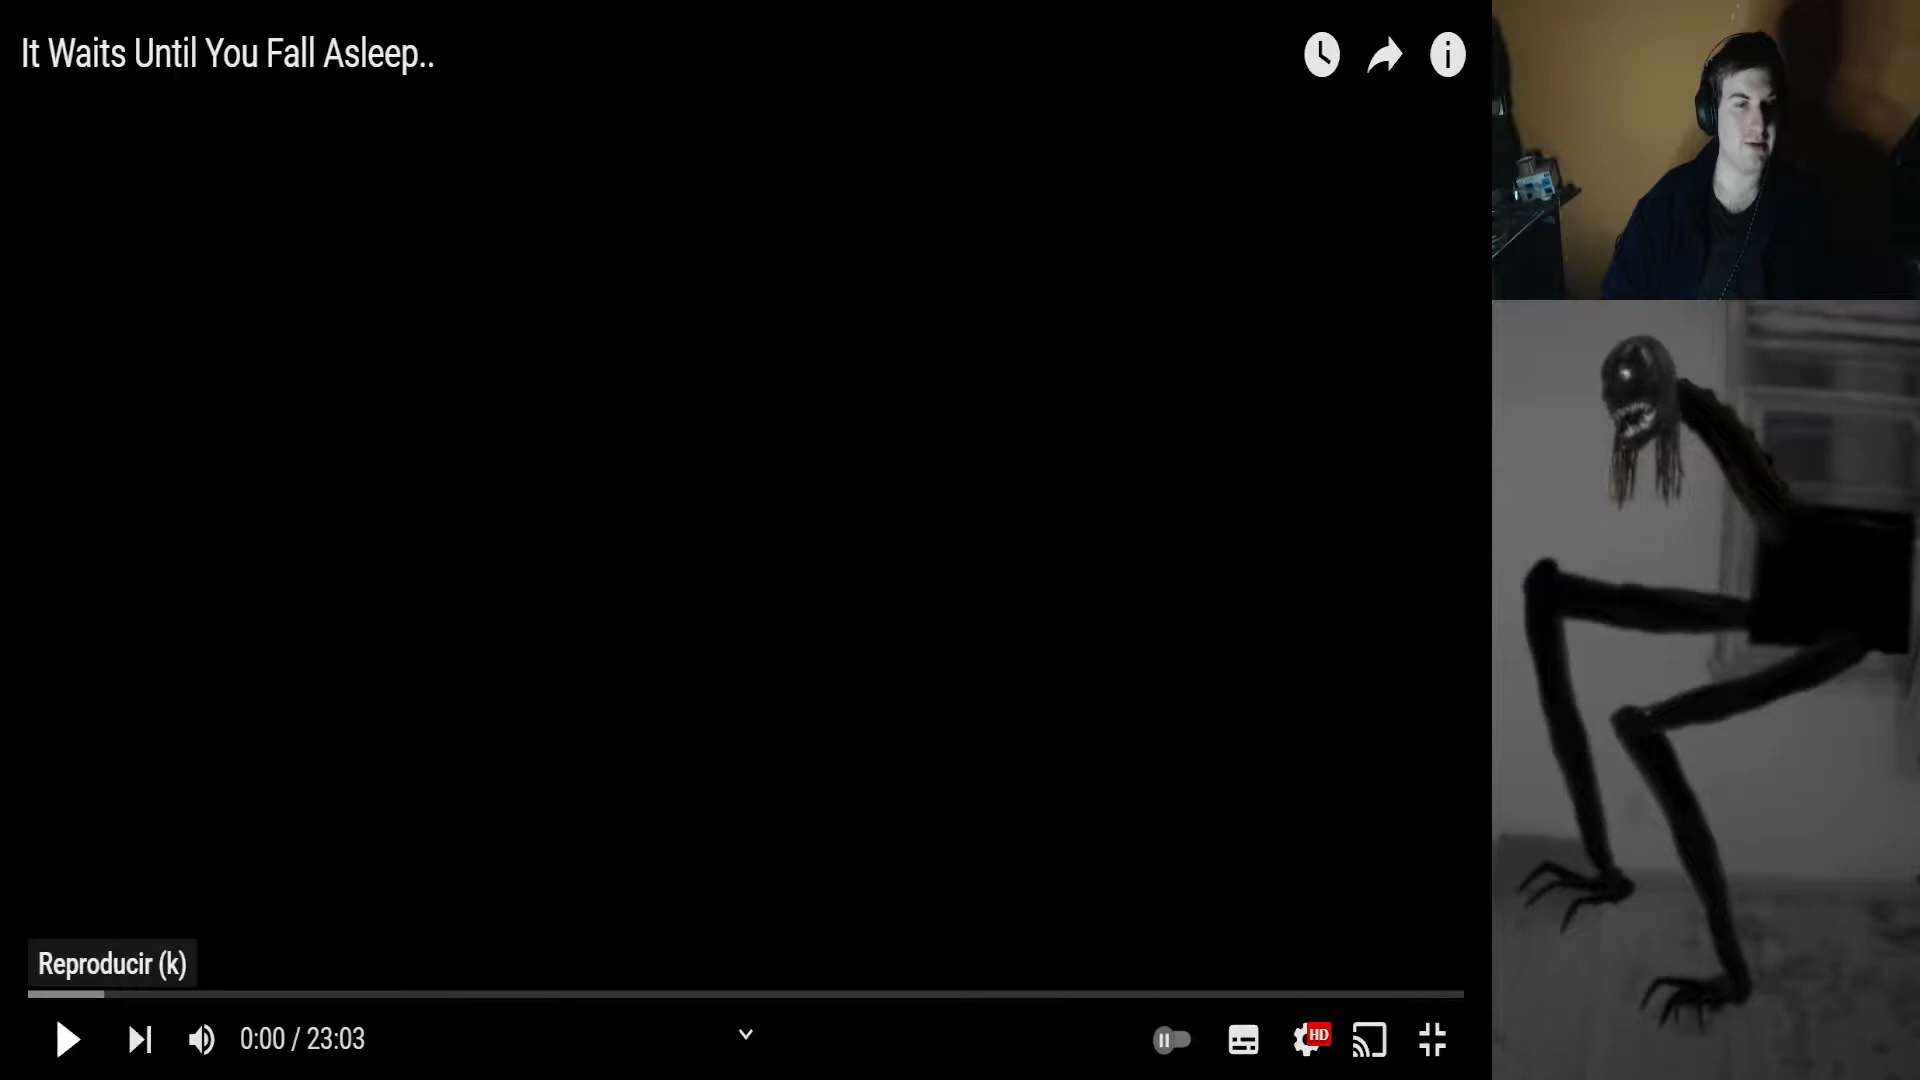 It Waits Until You Fall Asleep..
Reproducir (k)
0:00 / 23:03
HD